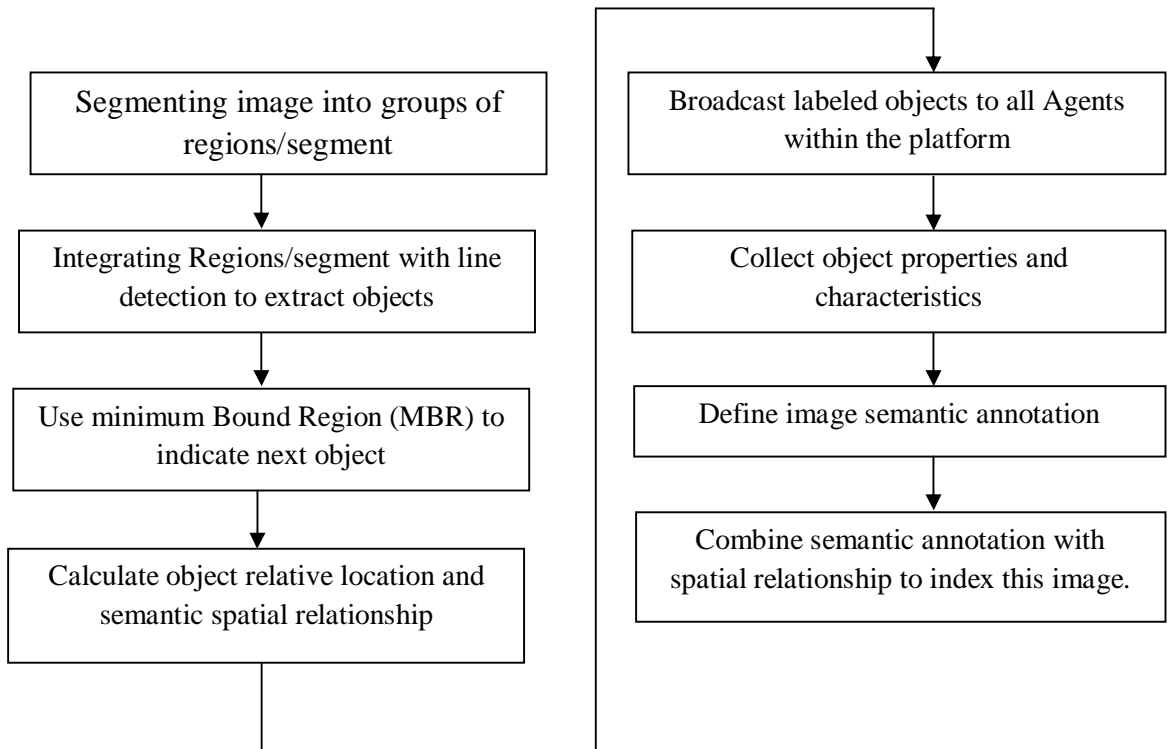 Segmenting image into groups of
regions/segment
Integrating Regions/segment with line
detection to extract objects
Use minimum Bound Region (MBR) to
indicate next object
Calculate object relative location and
semantic spatial relationship
Broadcast labeled objects to all Agents
within the platform
Collect object properties and
characteristics
Define image semantic annotation
Combine semantic annotation with
spatial relationship to index this image.